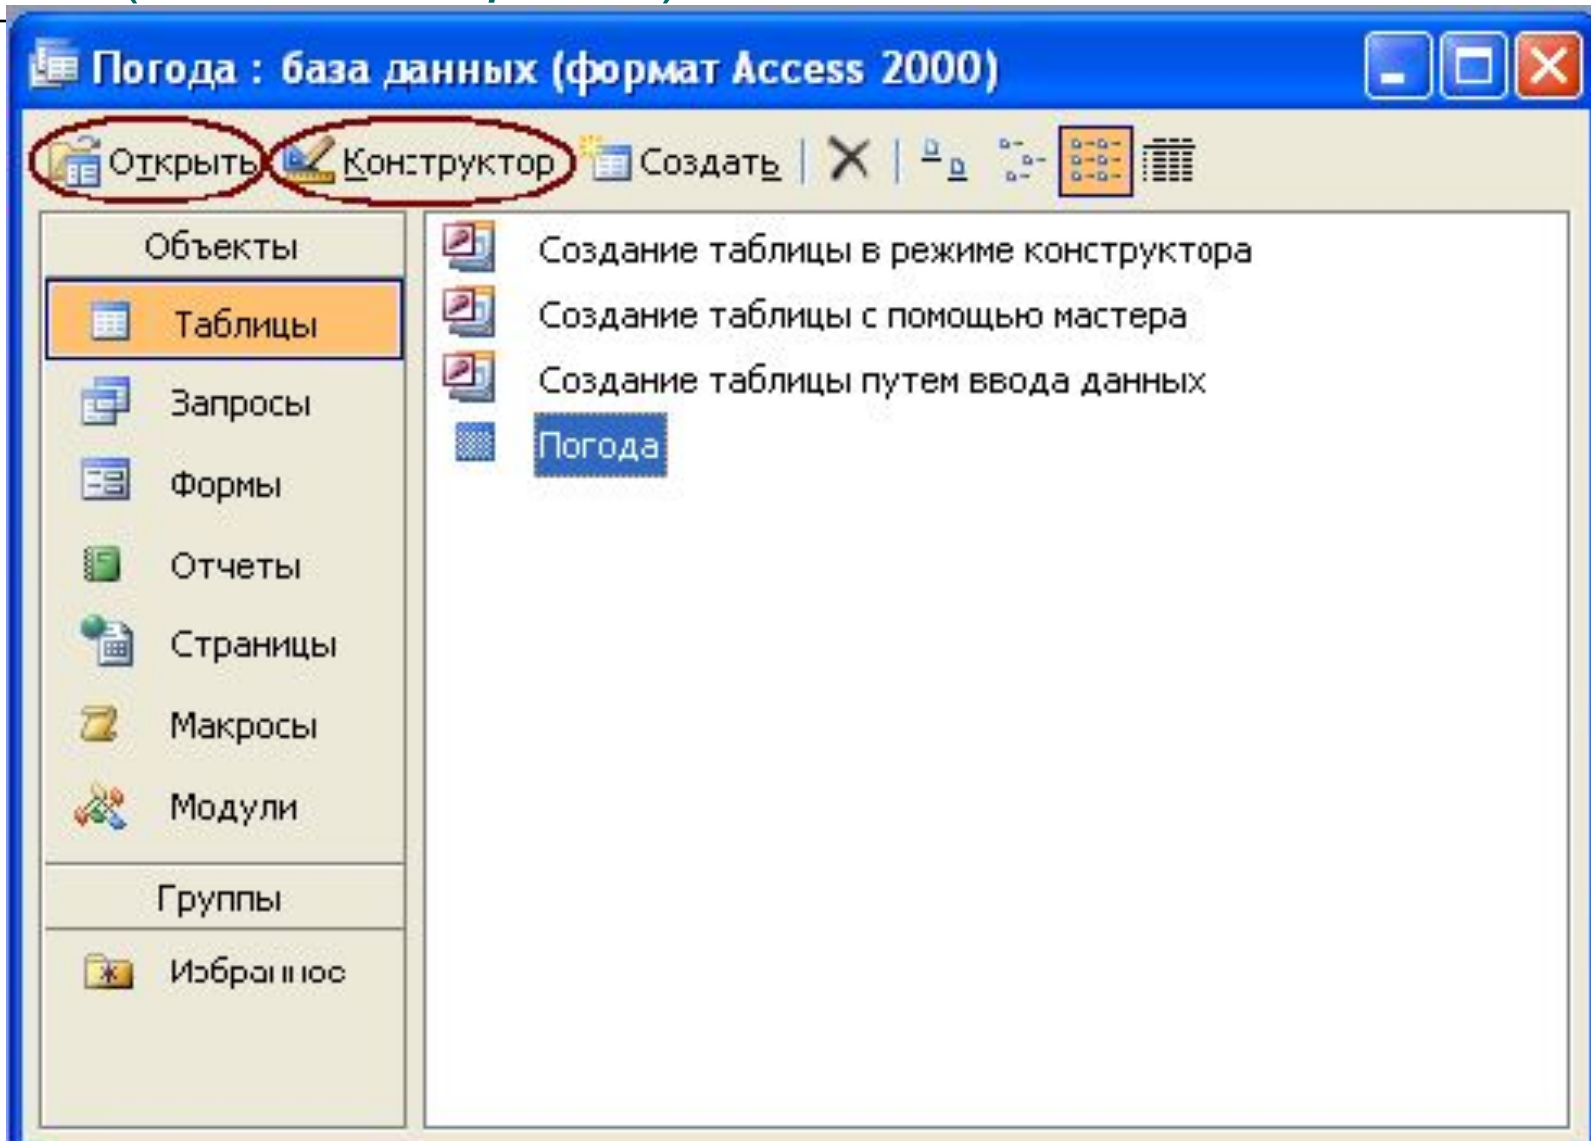 Погода : база данных (формат Access 2000)
Открыть Конструктор Создать
Объекты
Таблицы
Запросы
Формы
Отчеты
Страницы
Макросы
Модули
Группы
Избранное
Создание таблицы в режиме конструктора
Создание таблицы с помощью мастера
Создание таблицы путем ввода данных
Погода